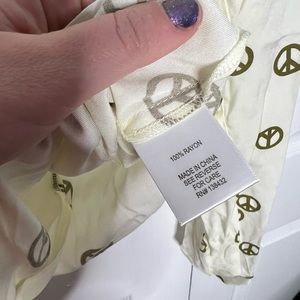 100% RAYON
MADE IN CHINA
SEE REVERSE
FOR CARE
RN# 138432